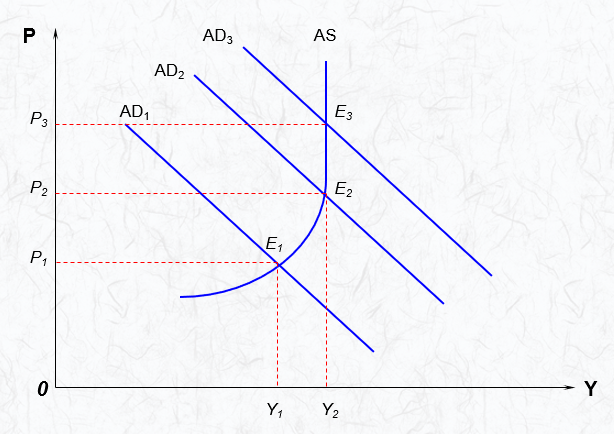 P
AD₃
AS
AD₂
AD₁
P₃
E₃
P₂
E₂
E₁
P₁
0
Y
Y₁
Y₂